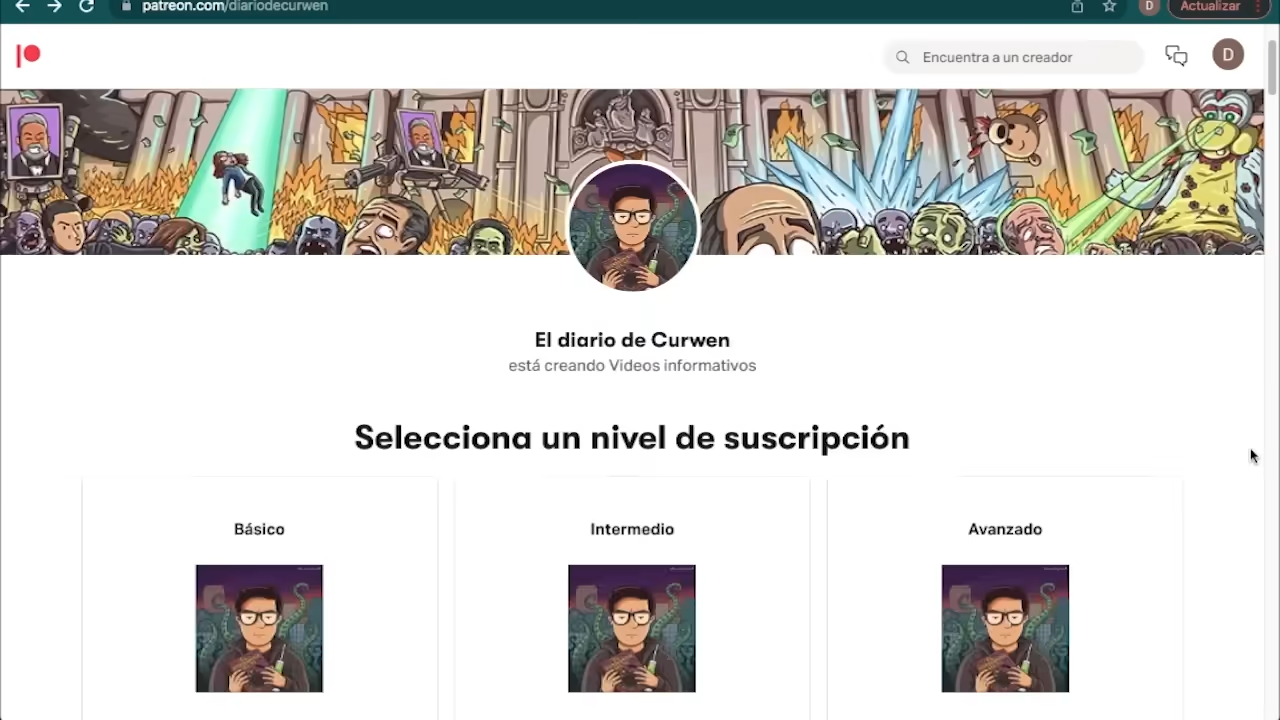 patreon.com/diariodecurwen
D
Actualizar
Encuentra a un creador
D
El diario de Curwen
está creando Videos informativos
Selecciona un nivel de suscripción
Básico
Intermedio
Avanzado